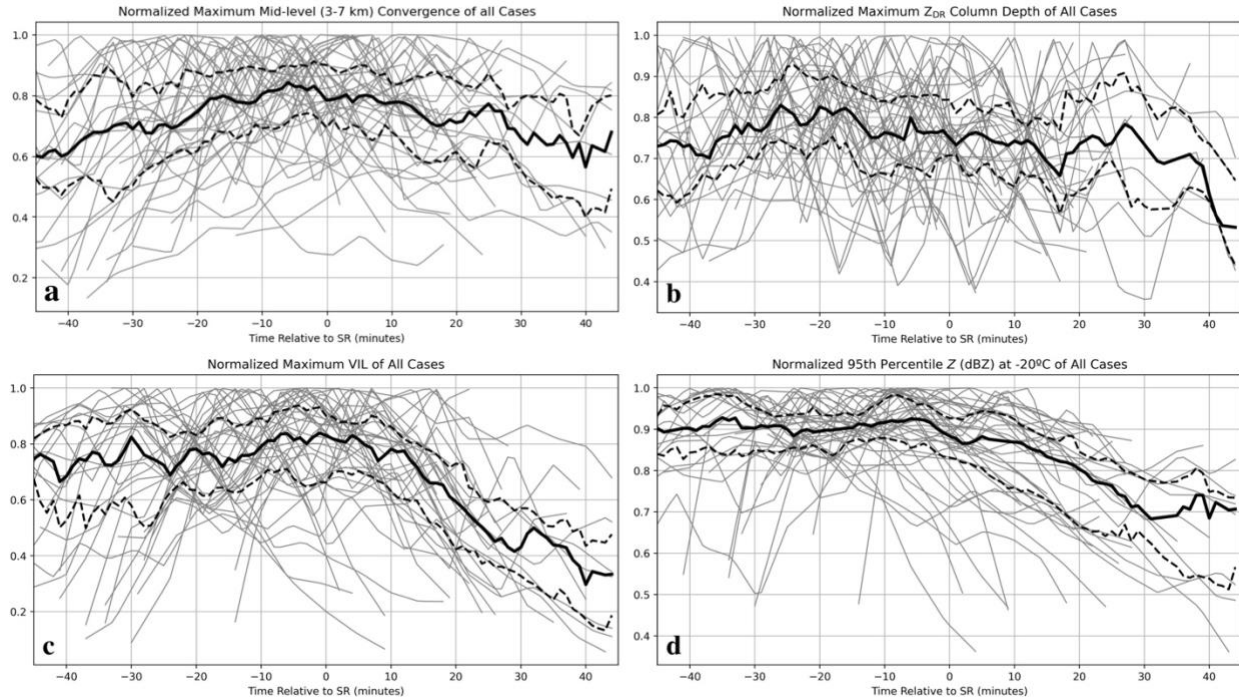 Normalized Maximum Mid-level (3-7 km) Convergence of all Cases
1.0
0.8
0.6
0.4
0.2
a
−40 −30 −20 −10 0 10 20 30 40
Time Relative to SR (minutes)
Normalized Maximum Z_DR Column Depth of All Cases
1.0
0.9
0.8
0.7
0.6
0.5
0.4
b
−40 −30 −20 −10 0 10 20 30 40
Time Relative to SR (minutes)
Normalized Maximum VIL of All Cases
1.0
0.8
0.6
0.4
0.2
c
−40 −30 −20 −10 0 10 20 30 40
Time Relative to SR (minutes)
Normalized 95th Percentile Z (dBZ) at -20ºC of All Cases
1.0
0.9
0.8
0.7
0.6
0.5
0.4
d
−40 −30 −20 −10 0 10 20 30 40
Time Relative to SR (minutes)